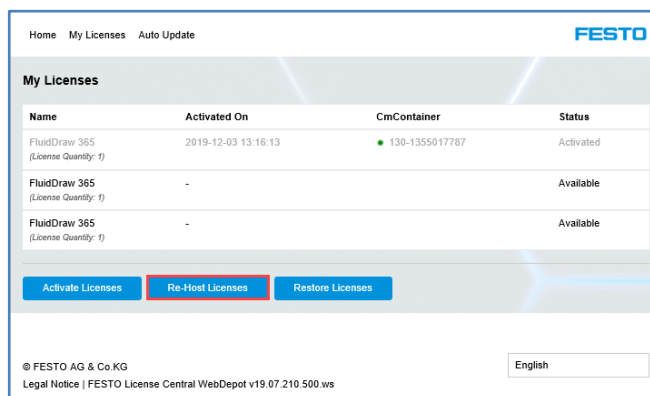 Home My Licenses Auto Update FESTO
My Licenses
Name Activated On CmContainer Status
FluidDraw 365 2019-12-03 13:16:13 130-1355017787 Activated
(License Quantity: 1)
FluidDraw 365 - Available
(License Quantity: 1)
FluidDraw 365 - Available
(License Quantity: 1)
Activate Licenses Re-Host Licenses Restore Licenses
© FESTO AG & Co.KG English
Legal Notice | FESTO License Central WebDepot v19.07.210.500.ws